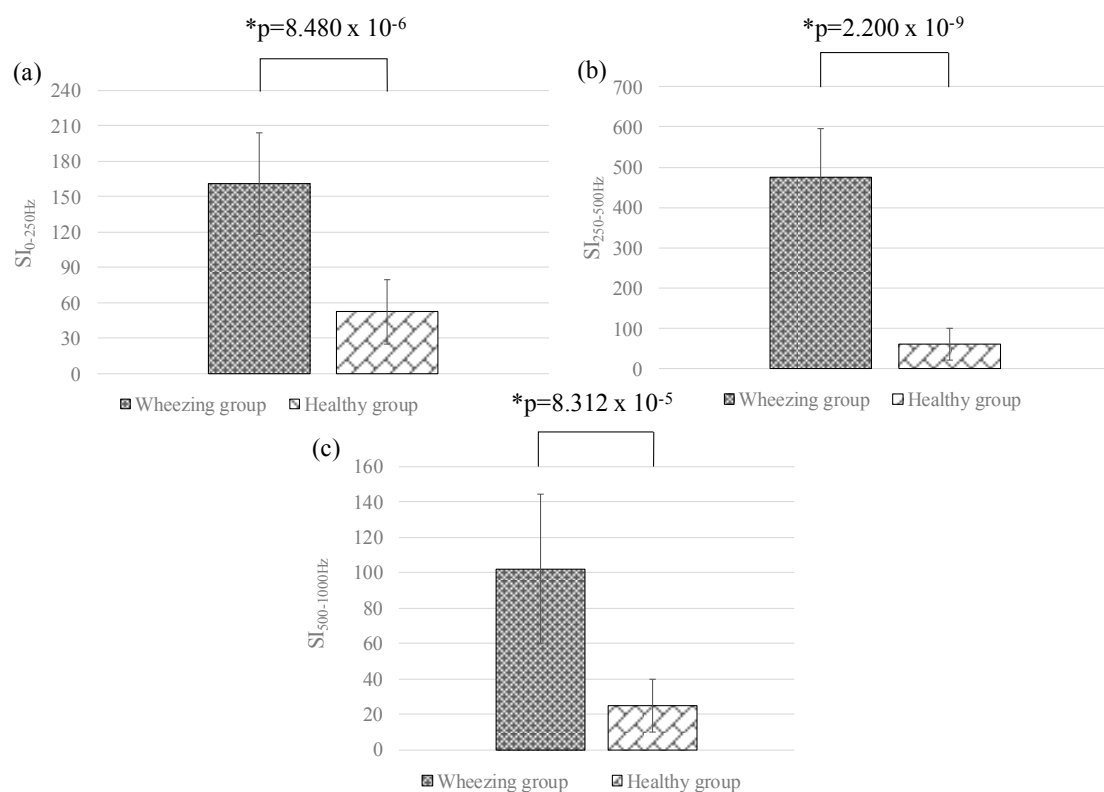 *p=8.480 x 10-6
(a)
240
210
180
150
120
90
60
30
0
SI0-250Hz
Wheezing group Healthy group
*p=2.200 x 10-9
(b)
700
600
500
400
300
200
100
0
SI250-500Hz
Wheezing group Healthy group
*p=8.312 x 10-5
(c)
160
140
120
100
80
60
40
20
0
SI500-1000Hz
Wheezing group Healthy group